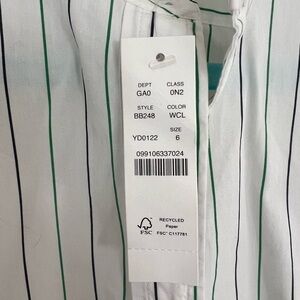 DEPT CLASS
GA0 0N2
STYLE COLOR
BB248 WCL
SIZE
YD0122 6
099106337024
RECYCLED
Paper
FSC FSC® C117781